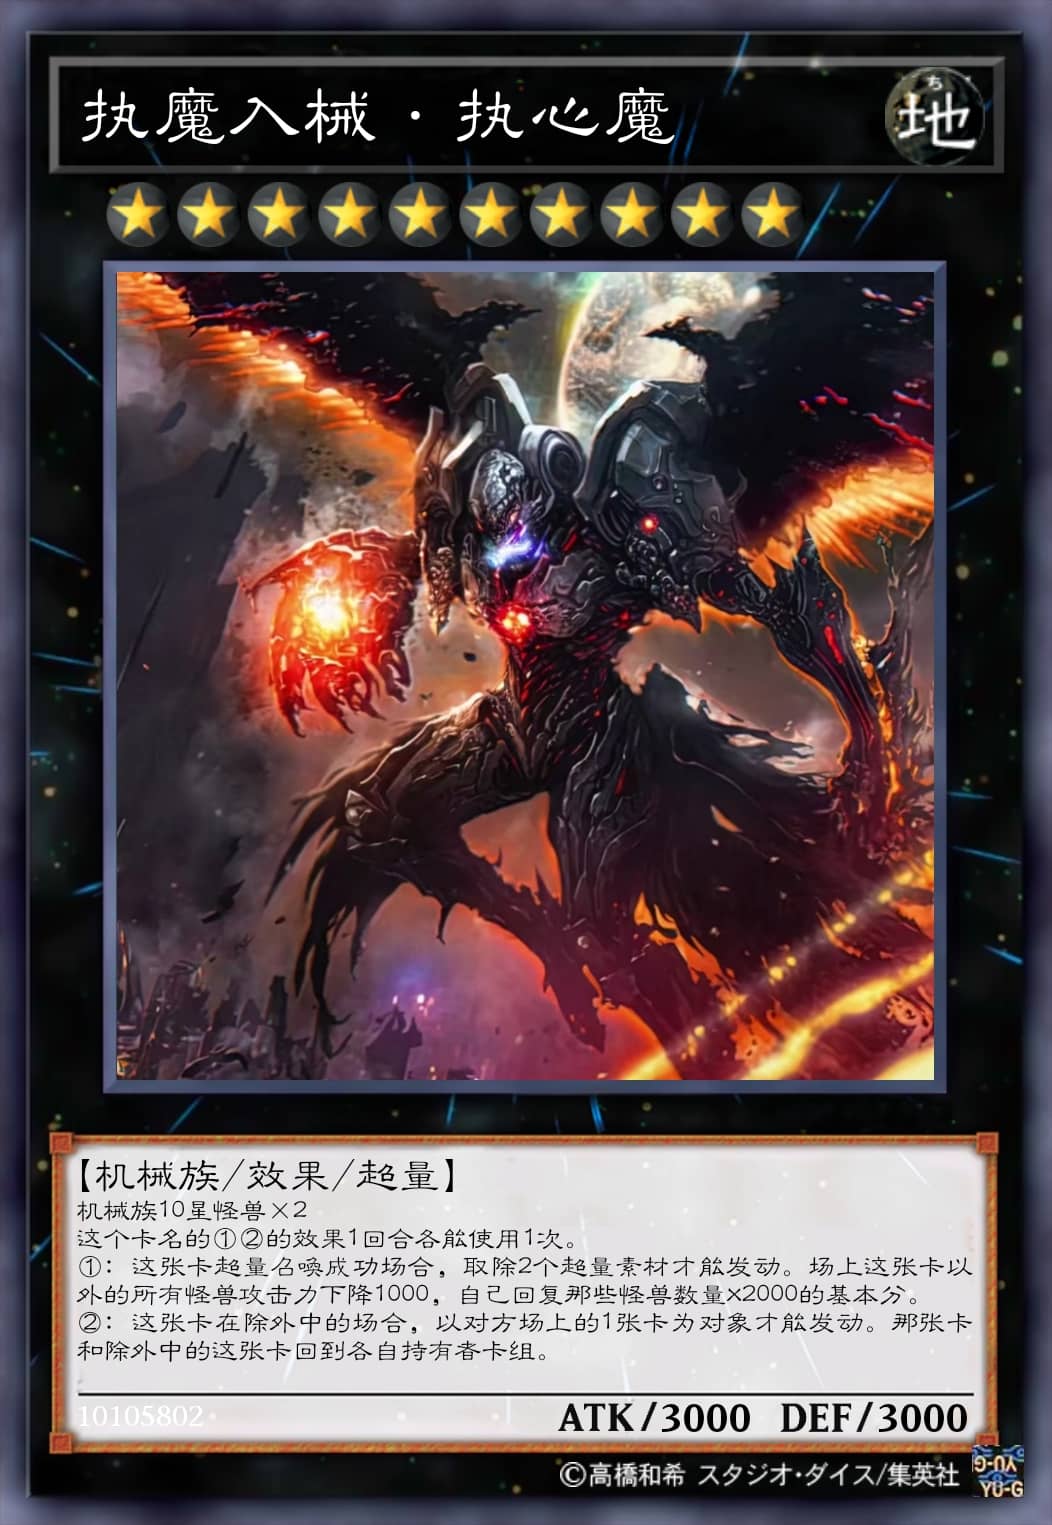 执魔入械·执心魔
ち
地
【机械族/效果/超量】
机械族10星怪兽×2
这个卡名的①②的效果1回合各能使用1次。
①：这张卡超量召唤成功场合，取除2个超量素材才能发动。场上这张卡以
外的所有怪兽攻击力下降1000，自己回复那些怪兽数量x2000的基本分。
②：这张卡在除外中的场合，以对方场上的1张卡为对象才能发动。那张卡
和除外中的这张卡回到各自持有者卡组。
10105802
ATK/3000 DEF/3000
©高橋和希 スタジオ·ダイス/集英社
YU-G